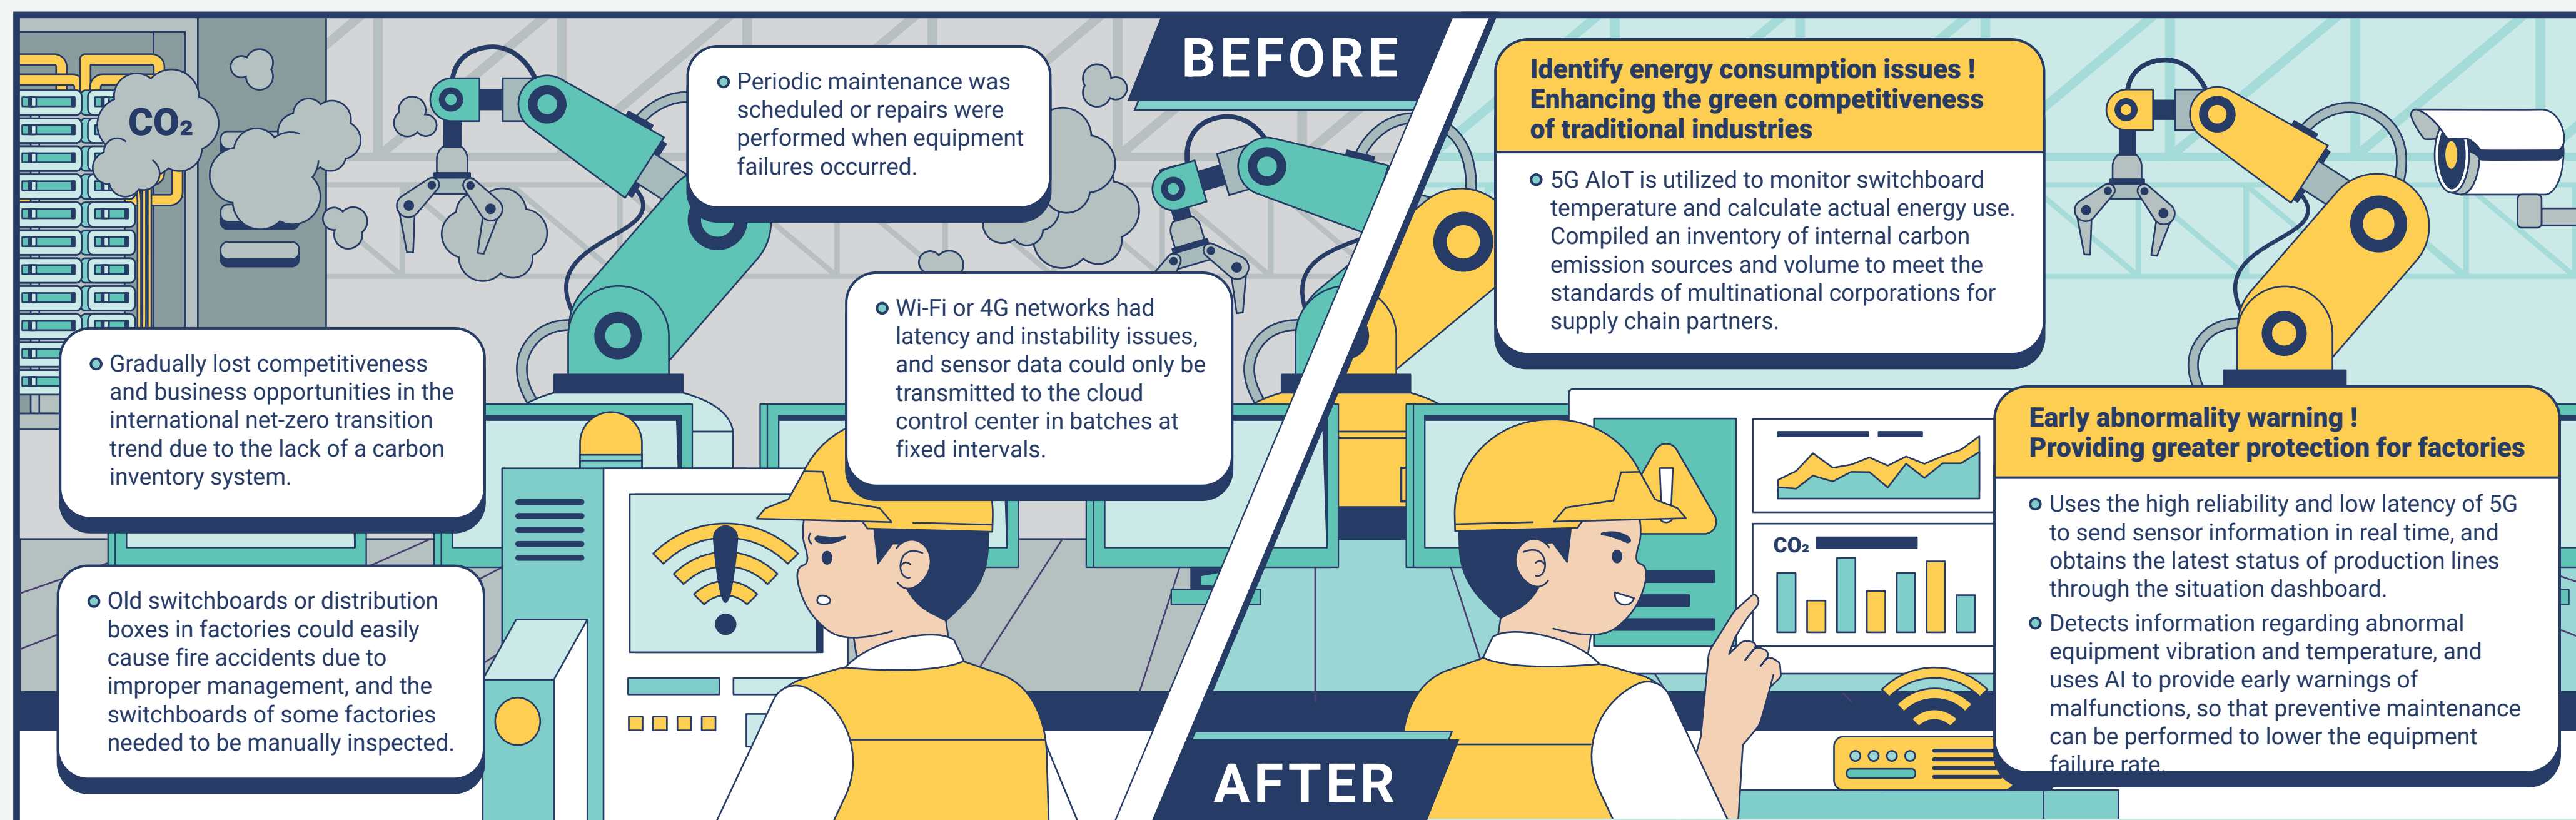 BEFORE
CO₂
Periodic maintenance was
scheduled or repairs were
performed when equipment
failures occurred.
Wi-Fi or 4G networks had
latency and instability issues,
and sensor data could only be
transmitted to the cloud
control center in batches at
fixed intervals.
Gradually lost competitiveness
and business opportunities in the
international net-zero transition
trend due to the lack of a carbon
inventory system.
Old switchboards or distribution
boxes in factories could easily
cause fire accidents due to
improper management, and the
switchboards of some factories
needed to be manually inspected.
AFTER
Identify energy consumption issues !
Enhancing the green competitiveness
of traditional industries
5G AIoT is utilized to monitor switchboard
temperature and calculate actual energy use.
Compiled an inventory of internal carbon
emission sources and volume to meet the
standards of multinational corporations for
supply chain partners.
CO₂
Early abnormality warning !
Providing greater protection for factories
Uses the high reliability and low latency of 5G
to send sensor information in real time, and
obtains the latest status of production lines
through the situation dashboard.
Detects information regarding abnormal
equipment vibration and temperature, and
uses AI to provide early warnings of
malfunctions, so that preventive maintenance
can be performed to lower the equipment
failure rate.